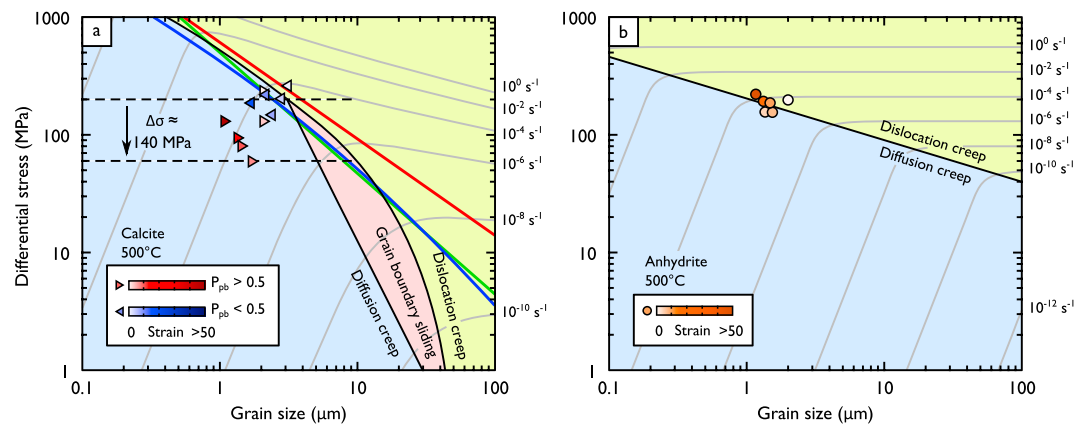 a
1000
100
10
1
Differential stress (MPa)
Δσ ≈
140 MPa
Calcite
500°C
Ppb > 0.5
Ppb < 0.5
0 Strain >50
Diffusion creep
Grain boundary sliding
Dislocation creep
10⁰ s⁻¹
10⁻² s⁻¹
10⁻⁴ s⁻¹
10⁻⁶ s⁻¹
10⁻⁸ s⁻¹
10⁻¹⁰ s⁻¹
0.1 1 10 100
Grain size (μm)
b
1000
100
10
1
Dislocation creep
Diffusion creep
Anhydrite
500°C
0 Strain >50
10⁰ s⁻¹
10⁻² s⁻¹
10⁻⁴ s⁻¹
10⁻⁶ s⁻¹
10⁻⁸ s⁻¹
10⁻¹⁰ s⁻¹
10⁻¹² s⁻¹
0.1 1 10 100
Grain size (μm)